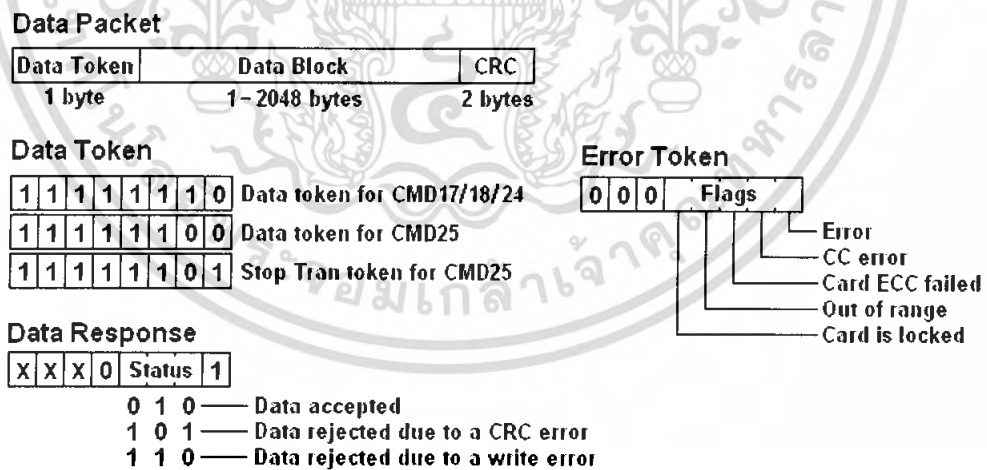 Data Packet
Data Token Data Block CRC
1 byte 1-2048 bytes 2 bytes
Data Token
1 1 1 1 1 1 1 0 Data token for CMD17/18/24
1 1 1 1 1 1 0 0 Data token for CMD25
1 1 1 1 1 1 0 1 Stop Tran token for CMD25
Error Token
0 0 0 Flags
Error
CC error
Card ECC failed
Out of range
Card is locked
Data Response
X X X 0 Status 1
0 1 0 Data accepted
1 0 1 Data rejected due to a CRC error
1 1 0 Data rejected due to a write error